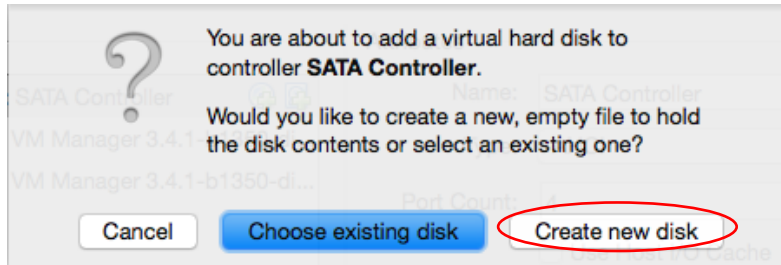 You are about to add a virtual hard disk to
controller SATA Controller.
Would you like to create a new, empty file to hold
the disk contents or select an existing one?
SATA Controller
Name: SATA Controller
VM Manager 3.4.1-b1350-di...
VM Manager 3.4.1-b1350-di...
Port Count: 4
Cancel
Choose existing disk
Create new disk
Use Host I/O Cache